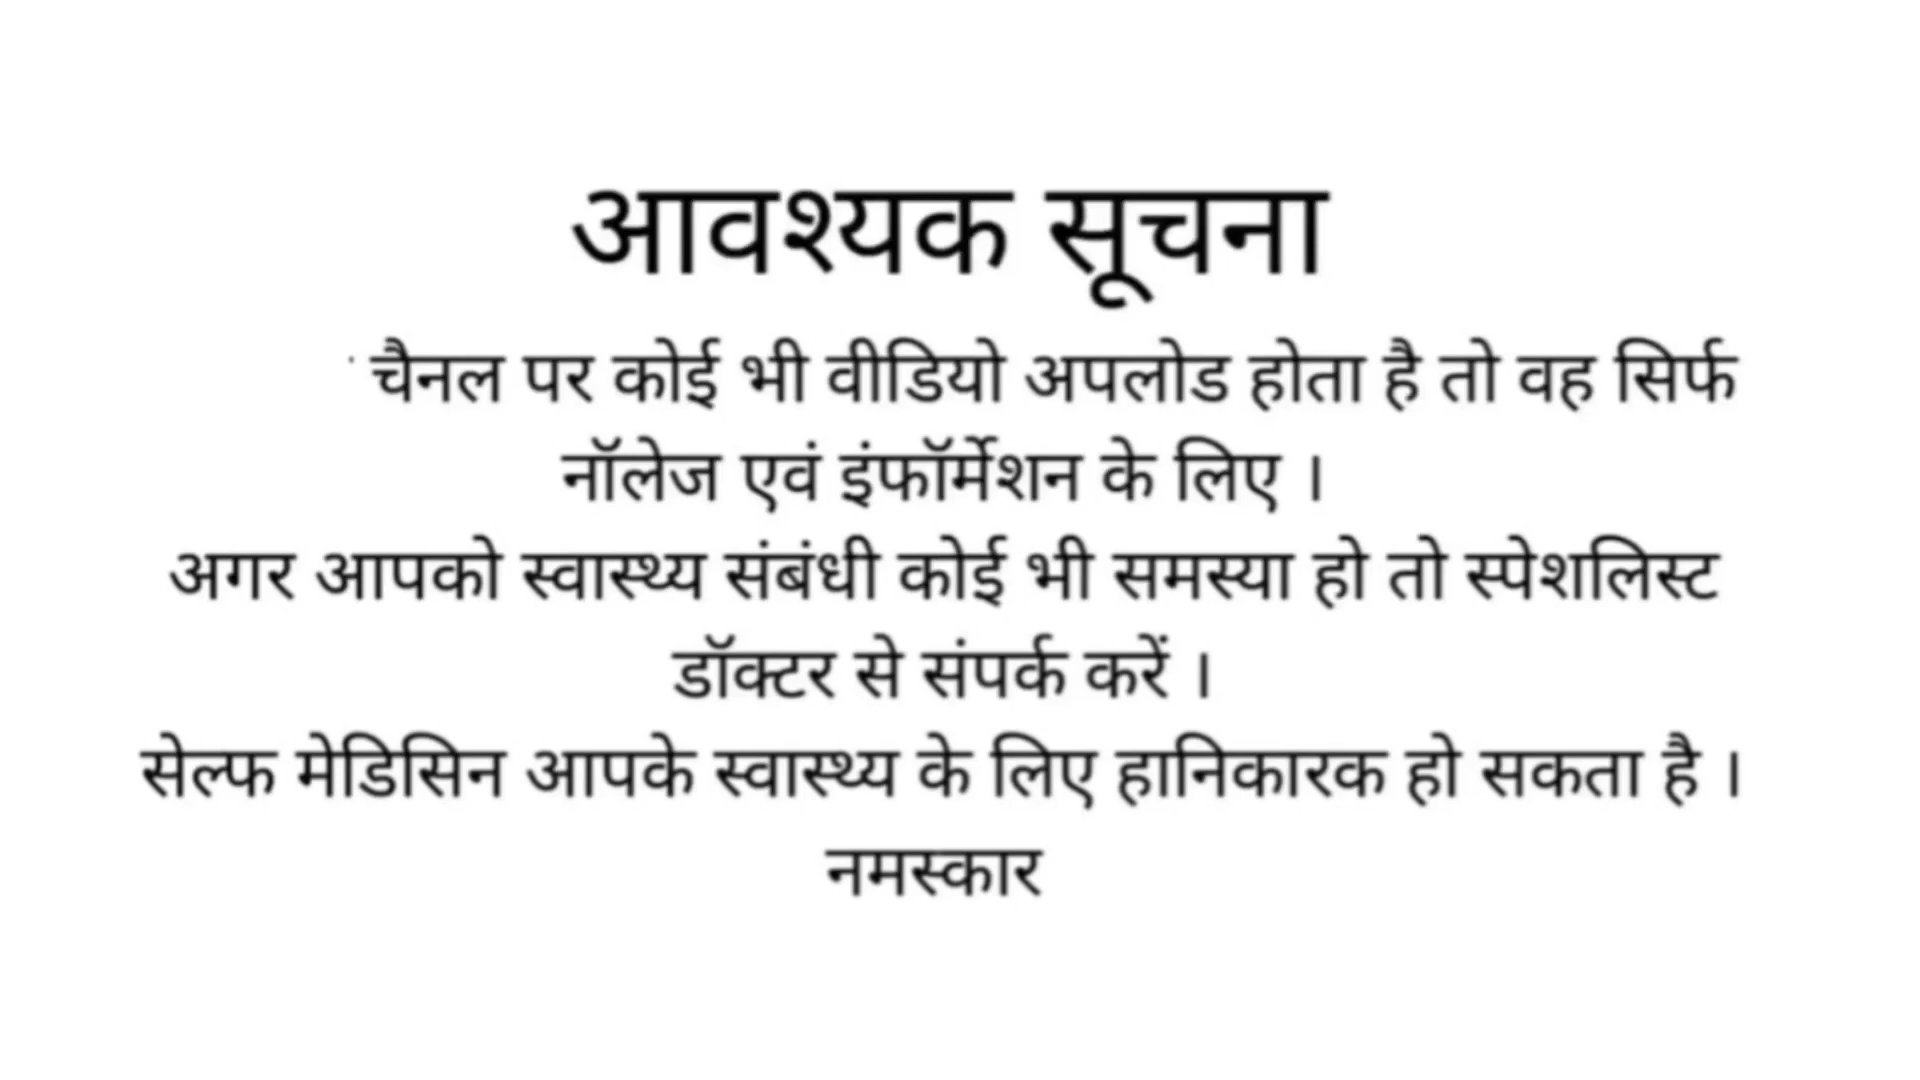 आवश्यक सूचना
चैनल पर कोई भी वीडियो अपलोड होता है तो वह सिर्फ
नॉलेज एवं इंफॉर्मेशन के लिए ।
अगर आपको स्वास्थ्य संबंधी कोई भी समस्या हो तो स्पेशलिस्ट
डॉक्टर से संपर्क करें ।
सेल्फ मेडिसिन आपके स्वास्थ्य के लिए हानिकारक हो सकता है ।
नमस्कार